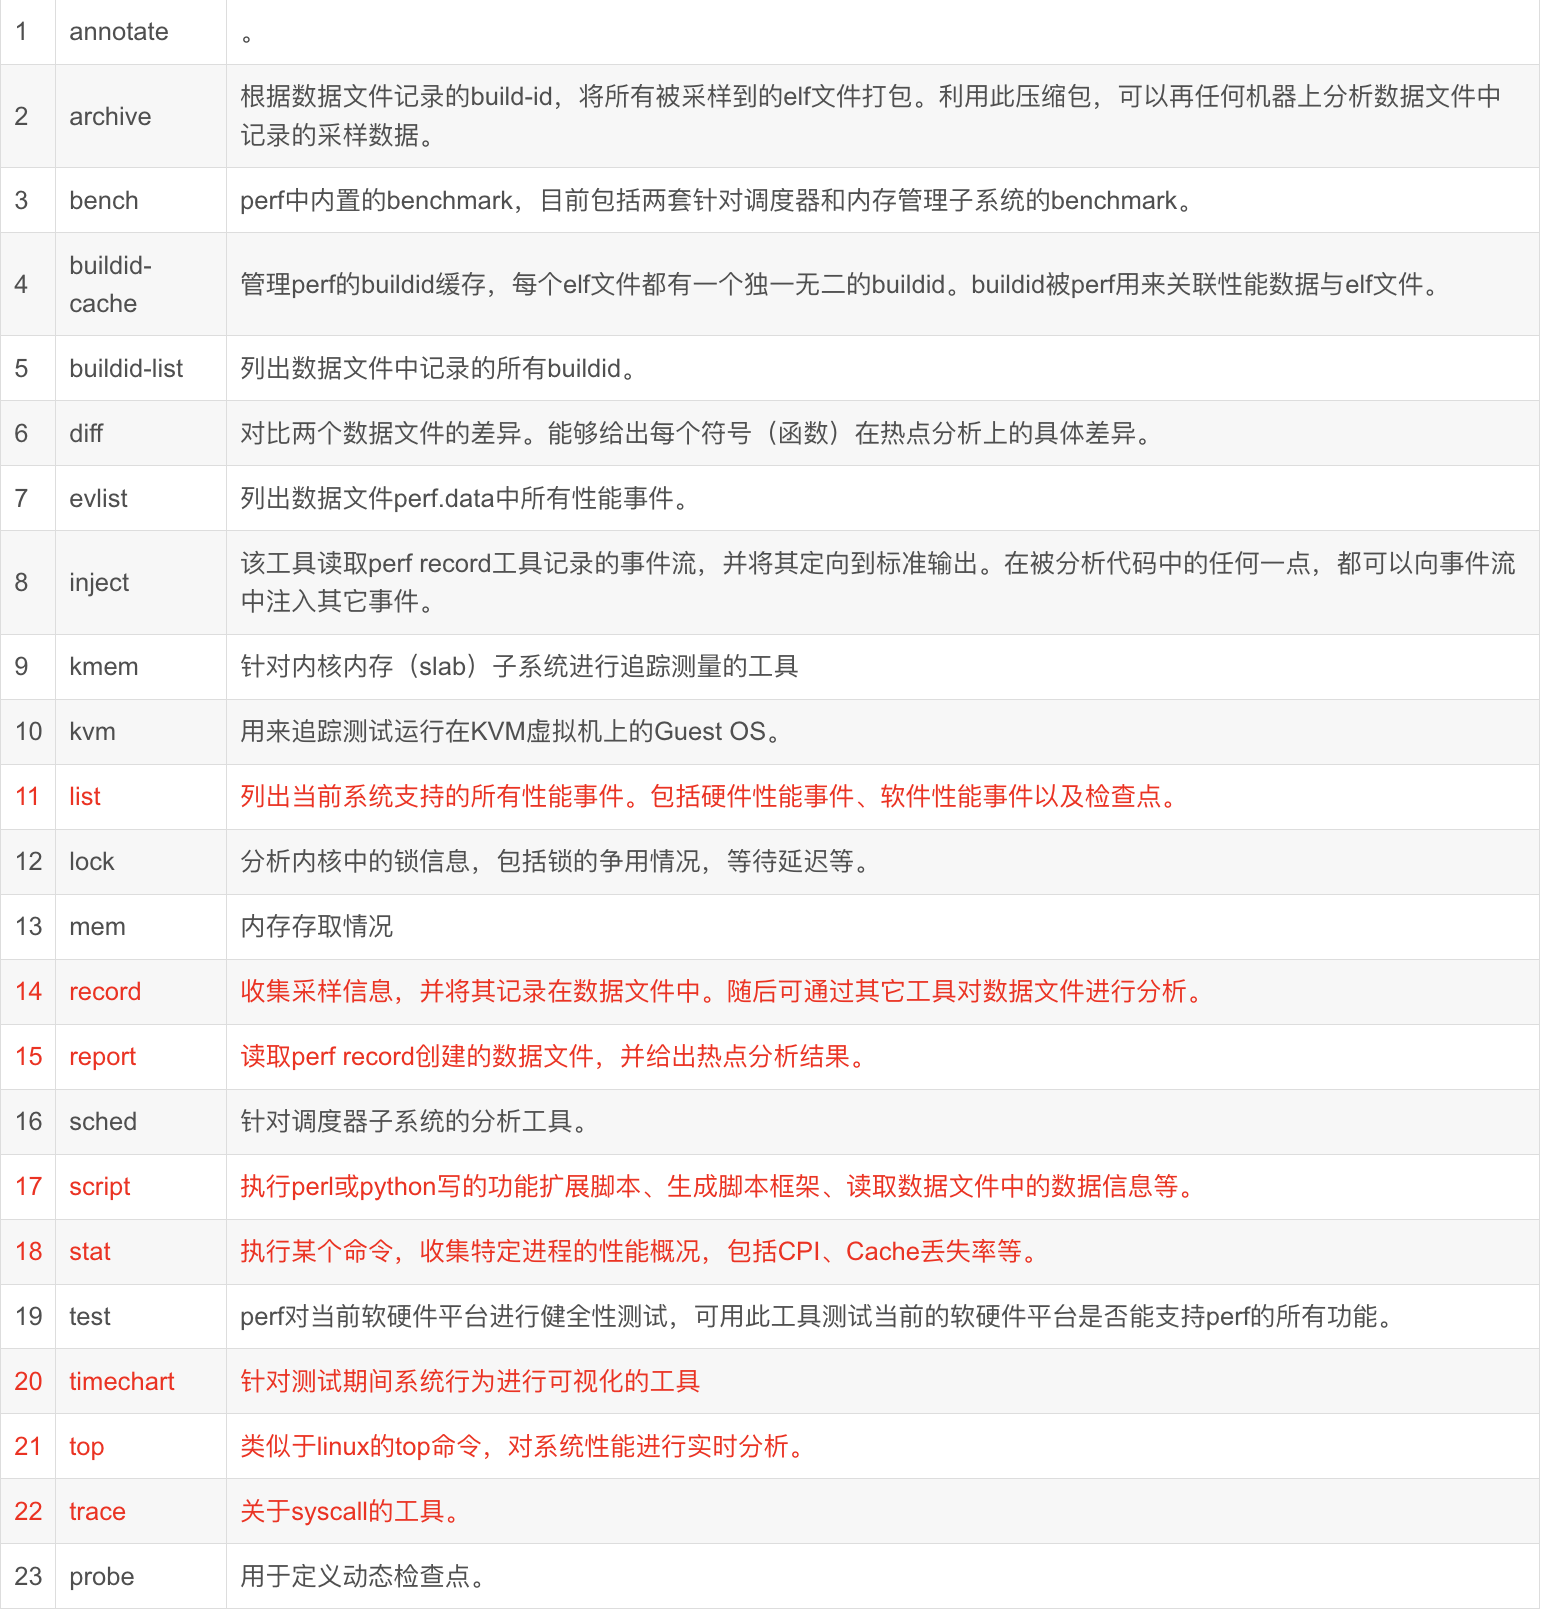 1 annotate 。
2 archive 根据数据文件记录的build-id，将所有被采样到的elf文件打包。利用此压缩包，可以再任何机器上分析数据文件中
记录的采样数据。
3 bench perf中内置的benchmark，目前包括两套针对调度器和内存管理子系统的benchmark。
4 buildid-
cache 管理perf的buildid缓存，每个elf文件都有一个独一无二的buildid。buildid被perf用来关联性能数据与elf文件。
5 buildid-list 列出数据文件中记录的所有buildid。
6 diff 对比两个数据文件的差异。能够给出每个符号（函数）在热点分析上的具体差异。
7 evlist 列出数据文件perf.data中所有性能事件。
8 inject 该工具读取perf record工具记录的事件流，并将其定向到标准输出。在被分析代码中的任何一点，都可以向事件流
中注入其它事件。
9 kmem 针对内核内存（slab）子系统进行追踪测量的工具
10 kvm 用来追踪测试运行在KVM虚拟机上的Guest OS。
11 list 列出当前系统支持的所有性能事件。包括硬件性能事件、软件性能事件以及检查点。
12 lock 分析内核中的锁信息，包括锁的争用情况，等待延迟等。
13 mem 内存存取情况
14 record 收集采样信息，并将其记录在数据文件中。随后可通过其它工具对数据文件进行分析。
15 report 读取perf record创建的数据文件，并给出热点分析结果。
16 sched 针对调度器子系统的分析工具。
17 script 执行perl或python写的功能扩展脚本、生成脚本框架、读取数据文件中的数据信息等。
18 stat 执行某个命令，收集特定进程的性能概况，包括CPI、Cache丢失率等。
19 test perf对当前软硬件平台进行健全性测试，可用此工具测试当前的软硬件平台是否能支持perf的所有功能。
20 timechart 针对测试期间系统行为进行可视化的工具
21 top 类似于linux的top命令，对系统性能进行实时分析。
22 trace 关于syscall的工具。
23 probe 用于定义动态检查点。